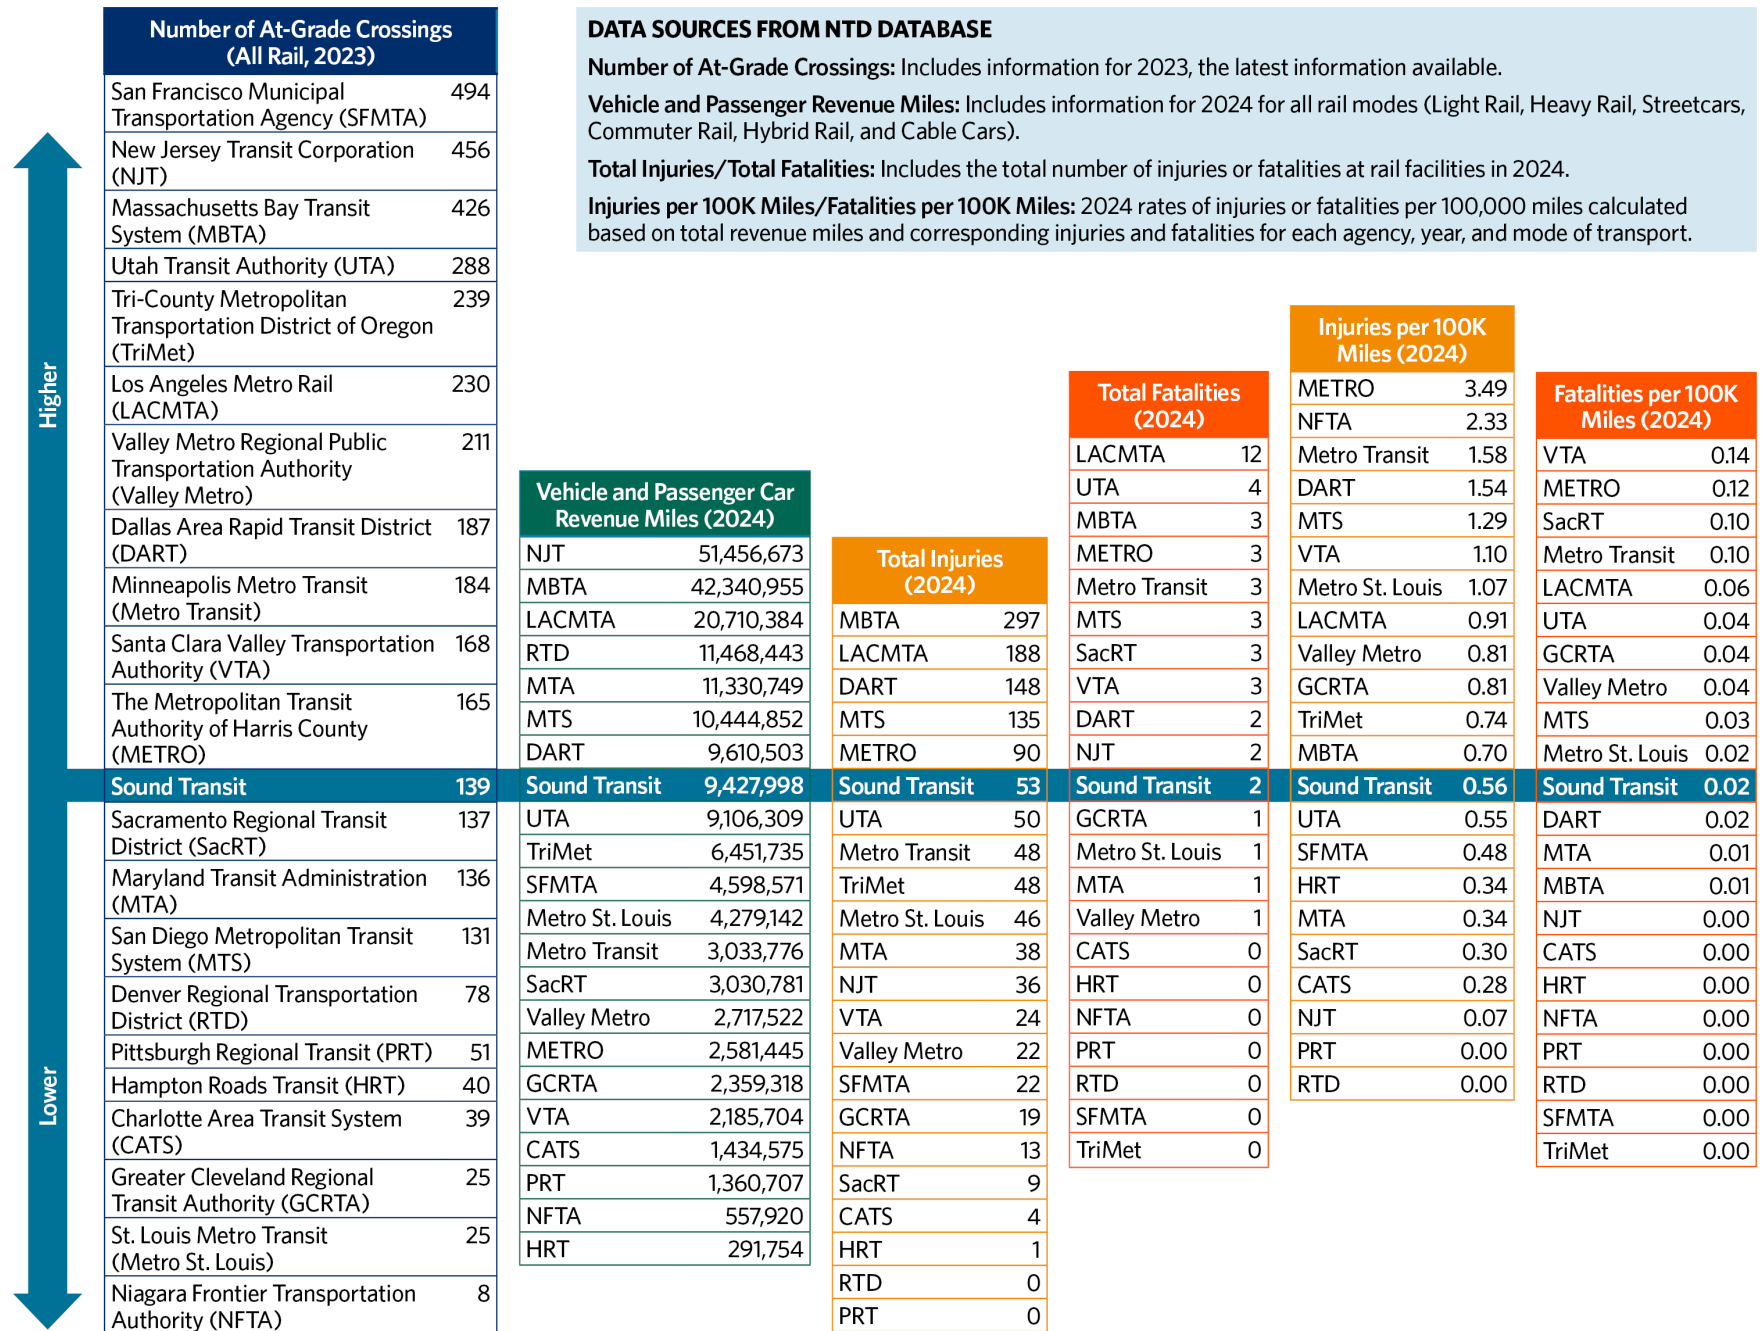 Number of At-Grade Crossings
(All Rail, 2023)
San Francisco Municipal 494
Transportation Agency (SFMTA)
New Jersey Transit Corporation 456
(NJT)
Massachusetts Bay Transit 426
System (MBTA)
Utah Transit Authority (UTA) 288
Tri-County Metropolitan 239
Transportation District of Oregon
(TriMet)
Los Angeles Metro Rail 230
(LACMTA)
Valley Metro Regional Public 211
Transportation Authority
(Valley Metro)
Dallas Area Rapid Transit District 187
(DART)
Minneapolis Metro Transit 184
(Metro Transit)
Santa Clara Valley Transportation 168
Authority (VTA)
The Metropolitan Transit 165
Authority of Harris County
(METRO)
Sound Transit 139
Sacramento Regional Transit 137
District (SacRT)
Maryland Transit Administration 136
(MTA)
San Diego Metropolitan Transit 131
System (MTS)
Denver Regional Transportation 78
District (RTD)
Pittsburgh Regional Transit (PRT) 51
Hampton Roads Transit (HRT) 40
Charlotte Area Transit System 39
(CATS)
Greater Cleveland Regional 25
Transit Authority (GCRTA)
St. Louis Metro Transit 25
(Metro St. Louis)
Niagara Frontier Transportation 8
Authority (NFTA)
Higher
Lower
DATA SOURCES FROM NTD DATABASE
Number of At-Grade Crossings: Includes information for 2023, the latest information available.
Vehicle and Passenger Revenue Miles: Includes information for 2024 for all rail modes (Light Rail, Heavy Rail, Streetcars,
Commuter Rail, Hybrid Rail, and Cable Cars).
Total Injuries/Total Fatalities: Includes the total number of injuries or fatalities at rail facilities in 2024.
Injuries per 100K Miles/Fatalities per 100K Miles: 2024 rates of injuries or fatalities per 100,000 miles calculated
based on total revenue miles and corresponding injuries and fatalities for each agency, year, and mode of transport.
Vehicle and Passenger Car
Revenue Miles (2024)
NJT 51,456,673
MBTA 42,340,955
LACMTA 20,710,384
RTD 11,468,443
MTA 11,330,749
MTS 10,444,852
DART 9,610,503
Sound Transit 9,427,998
UTA 9,106,309
TriMet 6,451,735
SFMTA 4,598,571
Metro St. Louis 4,279,142
Metro Transit 3,033,776
SacRT 3,030,781
Valley Metro 2,717,522
METRO 2,581,445
GCRTA 2,359,318
VTA 2,185,704
CATS 1,434,575
PRT 1,360,707
NFTA 557,920
HRT 291,754
Total Injuries
(2024)
MBTA 297
LACMTA 188
DART 148
MTS 135
METRO 90
Sound Transit 53
UTA 50
Metro Transit 48
TriMet 48
Metro St. Louis 46
MTA 38
NJT 36
VTA 24
Valley Metro 22
SFMTA 22
GCRTA 19
NFTA 13
SacRT 9
CATS 4
HRT 1
RTD 0
PRT 0
Total Fatalities
(2024)
LACMTA 12
UTA 4
MBTA 3
METRO 3
Metro Transit 3
MTS 3
SacRT 3
VTA 3
DART 2
NJT 2
Sound Transit 2
GCRTA 1
Metro St. Louis 1
MTA 1
Valley Metro 1
CATS 0
HRT 0
NFTA 0
PRT 0
RTD 0
SFMTA 0
TriMet 0
Injuries per 100K
Miles (2024)
METRO 3.49
NFTA 2.33
Metro Transit 1.58
DART 1.54
MTS 1.29
VTA 1.10
Metro St. Louis 1.07
LACMTA 0.91
Valley Metro 0.81
GCRTA 0.81
TriMet 0.74
MBTA 0.70
Sound Transit 0.56
UTA 0.55
SFMTA 0.48
HRT 0.34
MTA 0.34
SacRT 0.30
CATS 0.28
NJT 0.07
PRT 0.00
RTD 0.00
Fatalities per 100K
Miles (2024)
VTA 0.14
METRO 0.12
SacRT 0.10
Metro Transit 0.10
LACMTA 0.06
UTA 0.04
GCRTA 0.04
Valley Metro 0.04
MTS 0.03
Metro St. Louis 0.02
Sound Transit 0.02
DART 0.02
MTA 0.01
MBTA 0.01
NJT 0.00
CATS 0.00
HRT 0.00
NFTA 0.00
PRT 0.00
RTD 0.00
SFMTA 0.00
TriMet 0.00